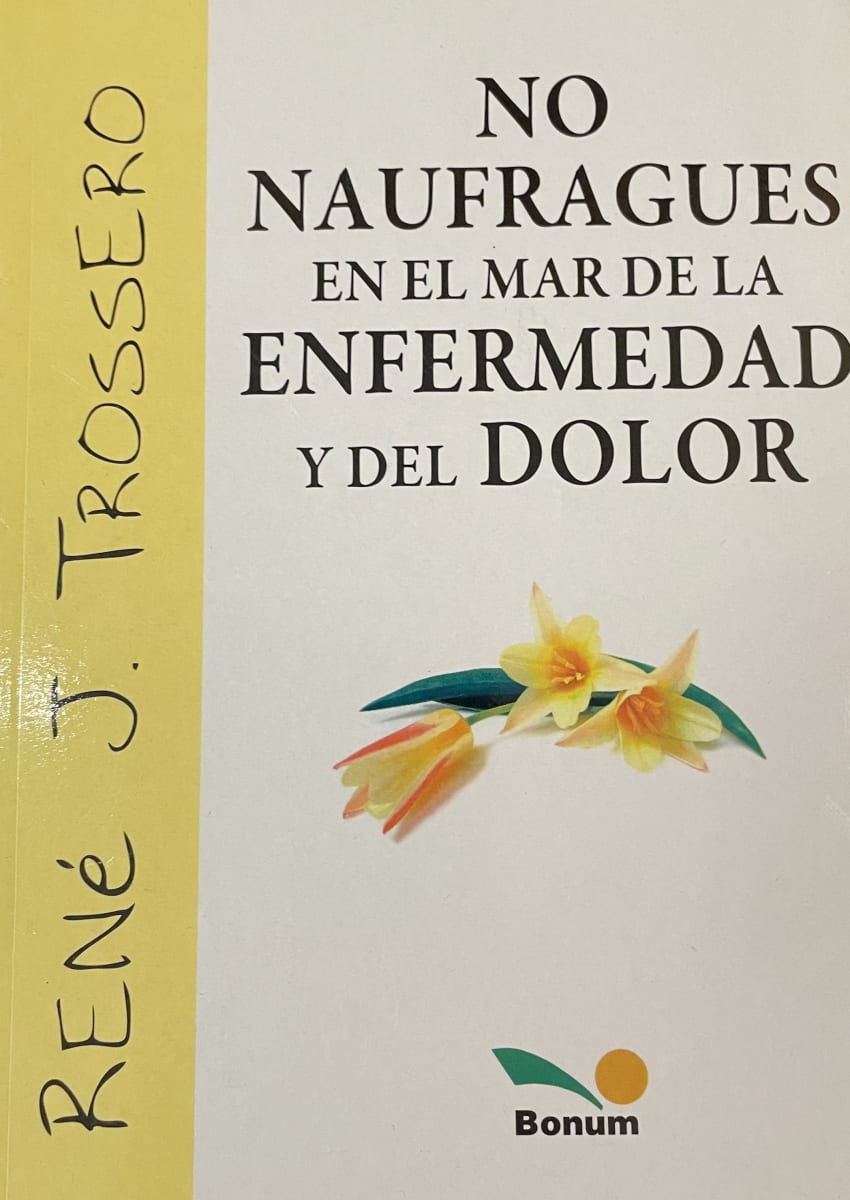 RENé J. TROSSERO
NO
NAUFRAGUES
EN EL MAR DE LA
ENFERMEDAD
Y DEL DOLOR
Bonum